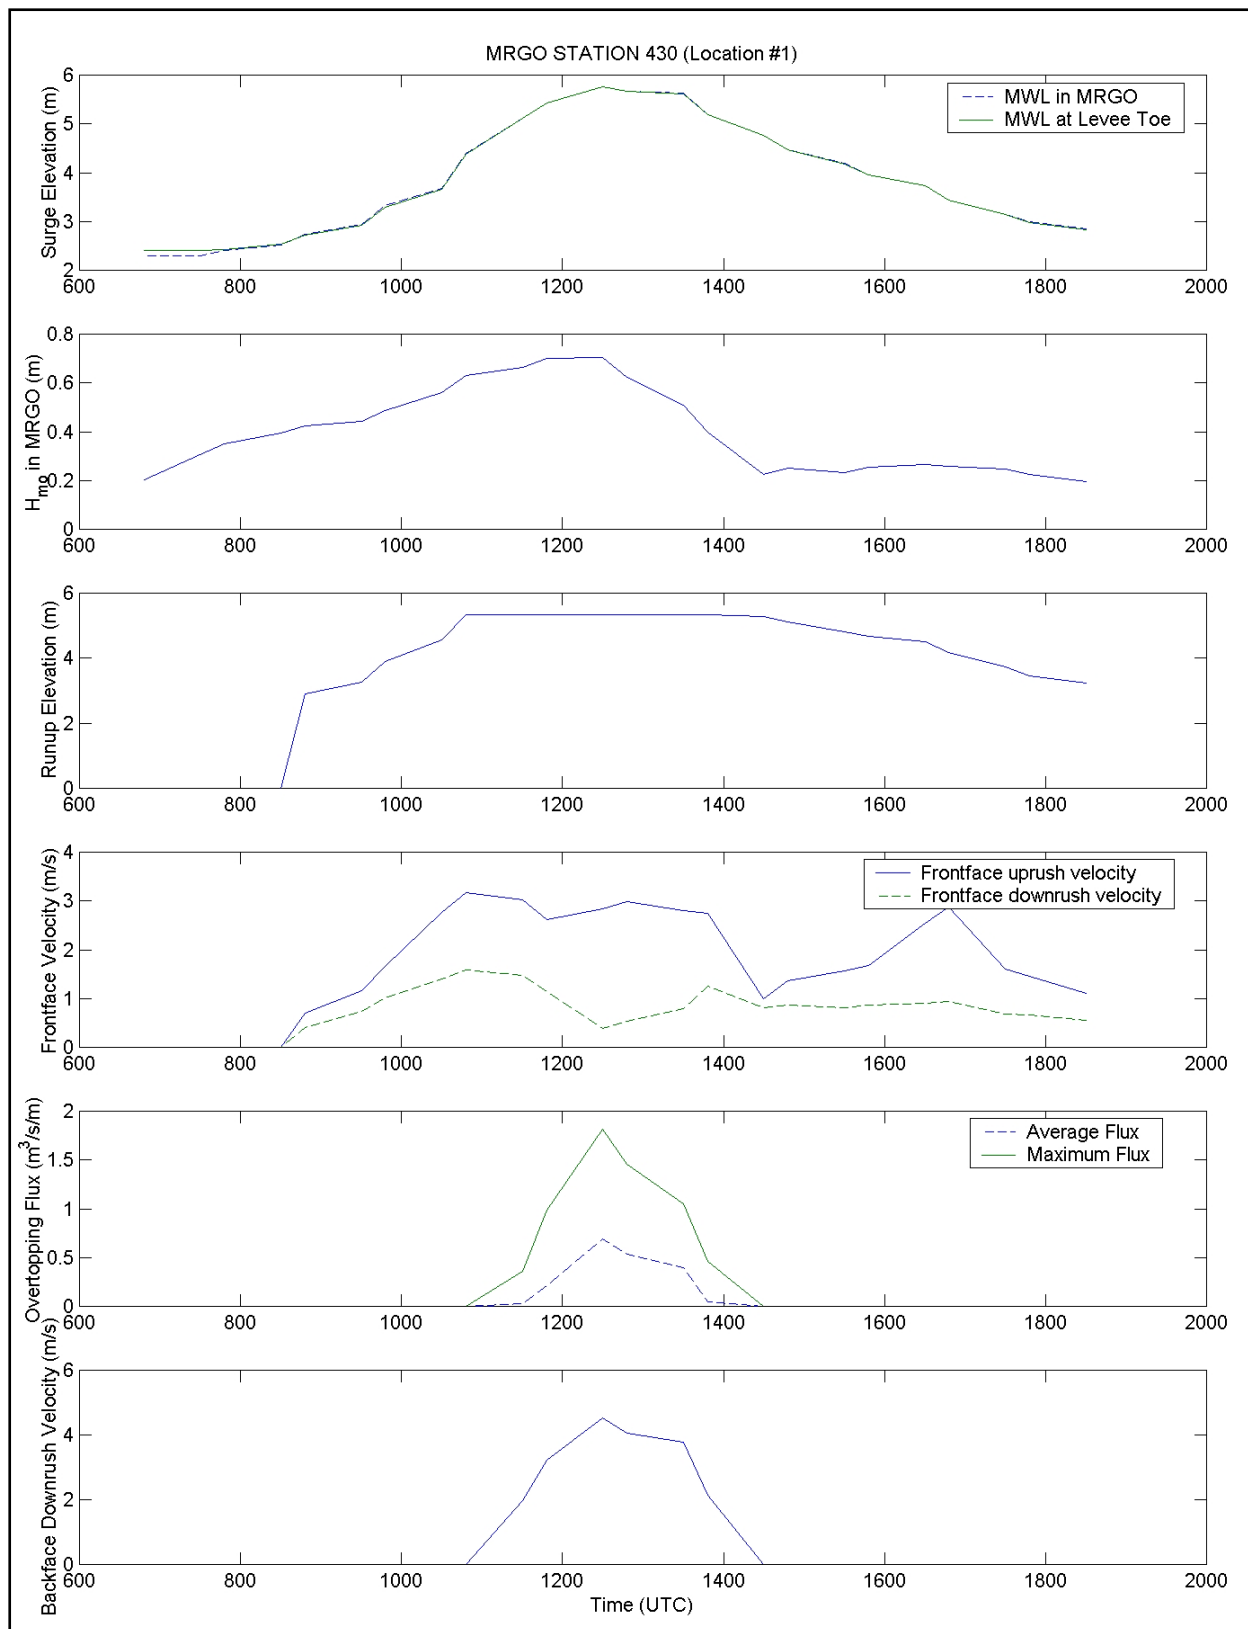 MRGO STATION 430 (Location #1)
Surge Elevation (m)
6
5
4
3
2
MWL in MRGO
MWL at Levee Toe
600 800 1000 1200 1400 1600 1800 2000
H_mo in MRGO (m)
0.8
0.6
0.4
0.2
0
600 800 1000 1200 1400 1600 1800 2000
Runup Elevation (m)
6
4
2
0
600 800 1000 1200 1400 1600 1800 2000
Frontface Velocity (m/s)
4
3
2
1
0
Frontface uprush velocity
Frontface downrush velocity
600 800 1000 1200 1400 1600 1800 2000
Overtopping Flux (m³/s/m)
2
1.5
1
0.5
0
Average Flux
Maximum Flux
600 800 1000 1200 1400 1600 1800 2000
Backface Downrush Velocity (m/s)
6
4
2
0
600 800 1000 1200 1400 1600 1800 2000
Time (UTC)